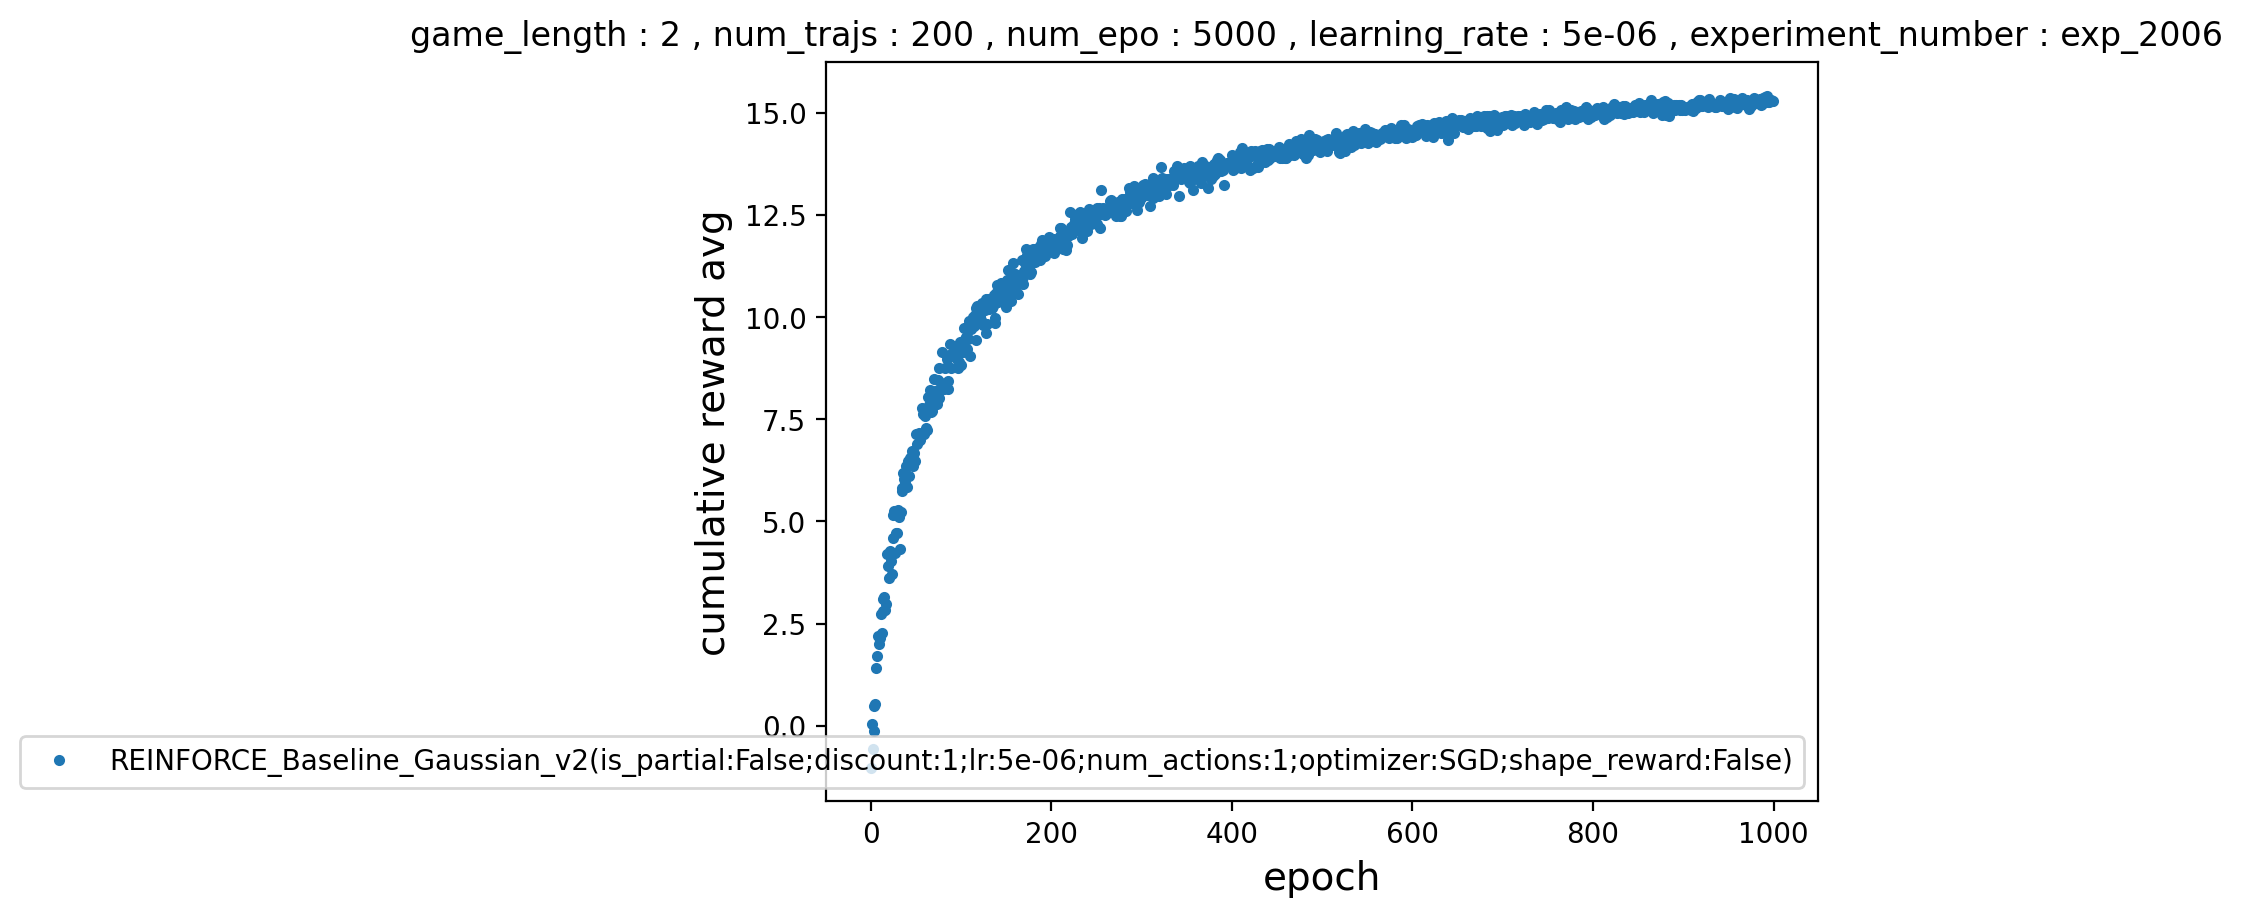 game_length : 2 , num_trajs : 200 , num_epo : 5000 , learning_rate : 5e-06 , experiment_number : exp_2006
15.0
12.5
10.0
7.5
5.0
2.5
0.0
cumulative reward avg
REINFORCE_Baseline_Gaussian_v2(is_partial:False;discount:1;lr:5e-06;num_actions:1;optimizer:SGD;shape_reward:False)
0 200 400 600 800 1000
epoch